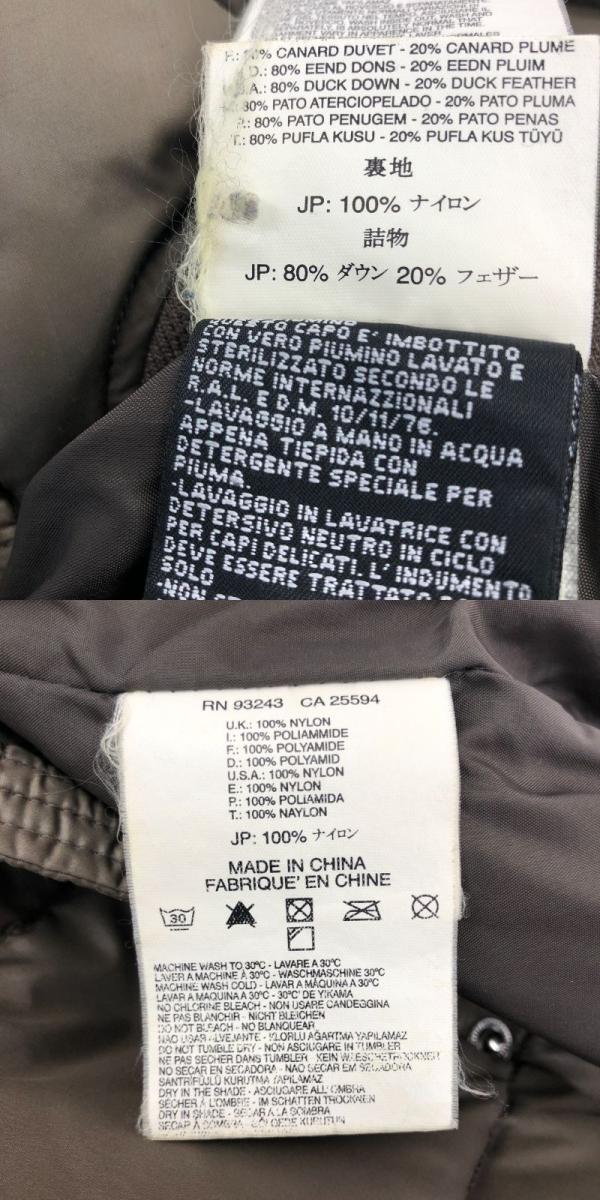 F.: % CANARD DUVET - 20% CANARD PLUME
D.: 80% EEND DONS - 20% EEDN PLUIM
A.: 80% DUCK DOWN - 20% DUCK FEATHER
80% PATO ATERCIOPELADO - 20% PATO PLUMA
P.: 80% PATO PENUGEM - 20% PATO PENAS
T.: 80% PUFLA KUSU - 20% PUFLA KUS TÜYÜ
裏地
JP: 100% ナイロン
詰物
JP: 80% ダウン 20% フェザー
CAPO E' IMBOTTITO
CON VERO PIUMINO LAVATO E
STERILIZZATO SECONDO LE
NORME INTERNAZZIONALI
R.A.L. E D.M. 10/11/76.
-LAVAGGIO A MANO IN ACQUA
APPENA TIEPIDA CON
DETERGENTE SPECIALE PER
PIUMA.
-LAVAGGIO IN LAVATRICE CON
DETERSIVO NEUTRO IN CICLO
PER CAPI DELICATI. L' INDUMENTO
DEVE ESSERE TRATTATO
SOLO
-NON
RN 93243 CA 25594
U.K.: 100% NYLON
I.: 100% POLIAMMIDE
F.: 100% POLYAMIDE
D.: 100% POLYAMID
U.S.A.: 100% NYLON
E.: 100% NYLON
P.: 100% POLIAMIDA
T.: 100% NAYLON
JP: 100% ナイロン
MADE IN CHINA
FABRIQUE' EN CHINE
30
MACHINE WASH TO 30°C - LAVARE A 30°C
LAVER A MACHINE À 30°C - WASCHMASCHINE 30°C
MACHINE WASH COLD - LAVAR A MÁQUINA A 30°C
LAVAR A MAQUINA A 30°C - 30°C' DE YIKAMA
NO CHLORINE BLEACH - NON USARE CANDEGGINA
NE PAS BLANCHIR - NICHT BLEICHEN
DO NOT BLEACH - NO BLANQUEAR
NAO USAR ALVEJANTE - KLORLU AĞARTMA YAPILAMAZ
DO NOT TUMBLE DRY - NON ASCIUGARE IN TUMBLER
NE PAS SECHER DANS TUMBLER - KEIN
NO SECAR EN SECADORA - NAO SECAR EM SECADORA
SANTRİFÜJLÜ KURUTMA YAPILAMAZ
DRY IN THE SHADE - ASCIUGARE ALL' OMBRA
SÉCHER À L'OMBRE - IM SCHATTEN TROCKNEN
DRY IN SHADE - SECAR A LA SOMBRA
SECAR A SOMBRA -